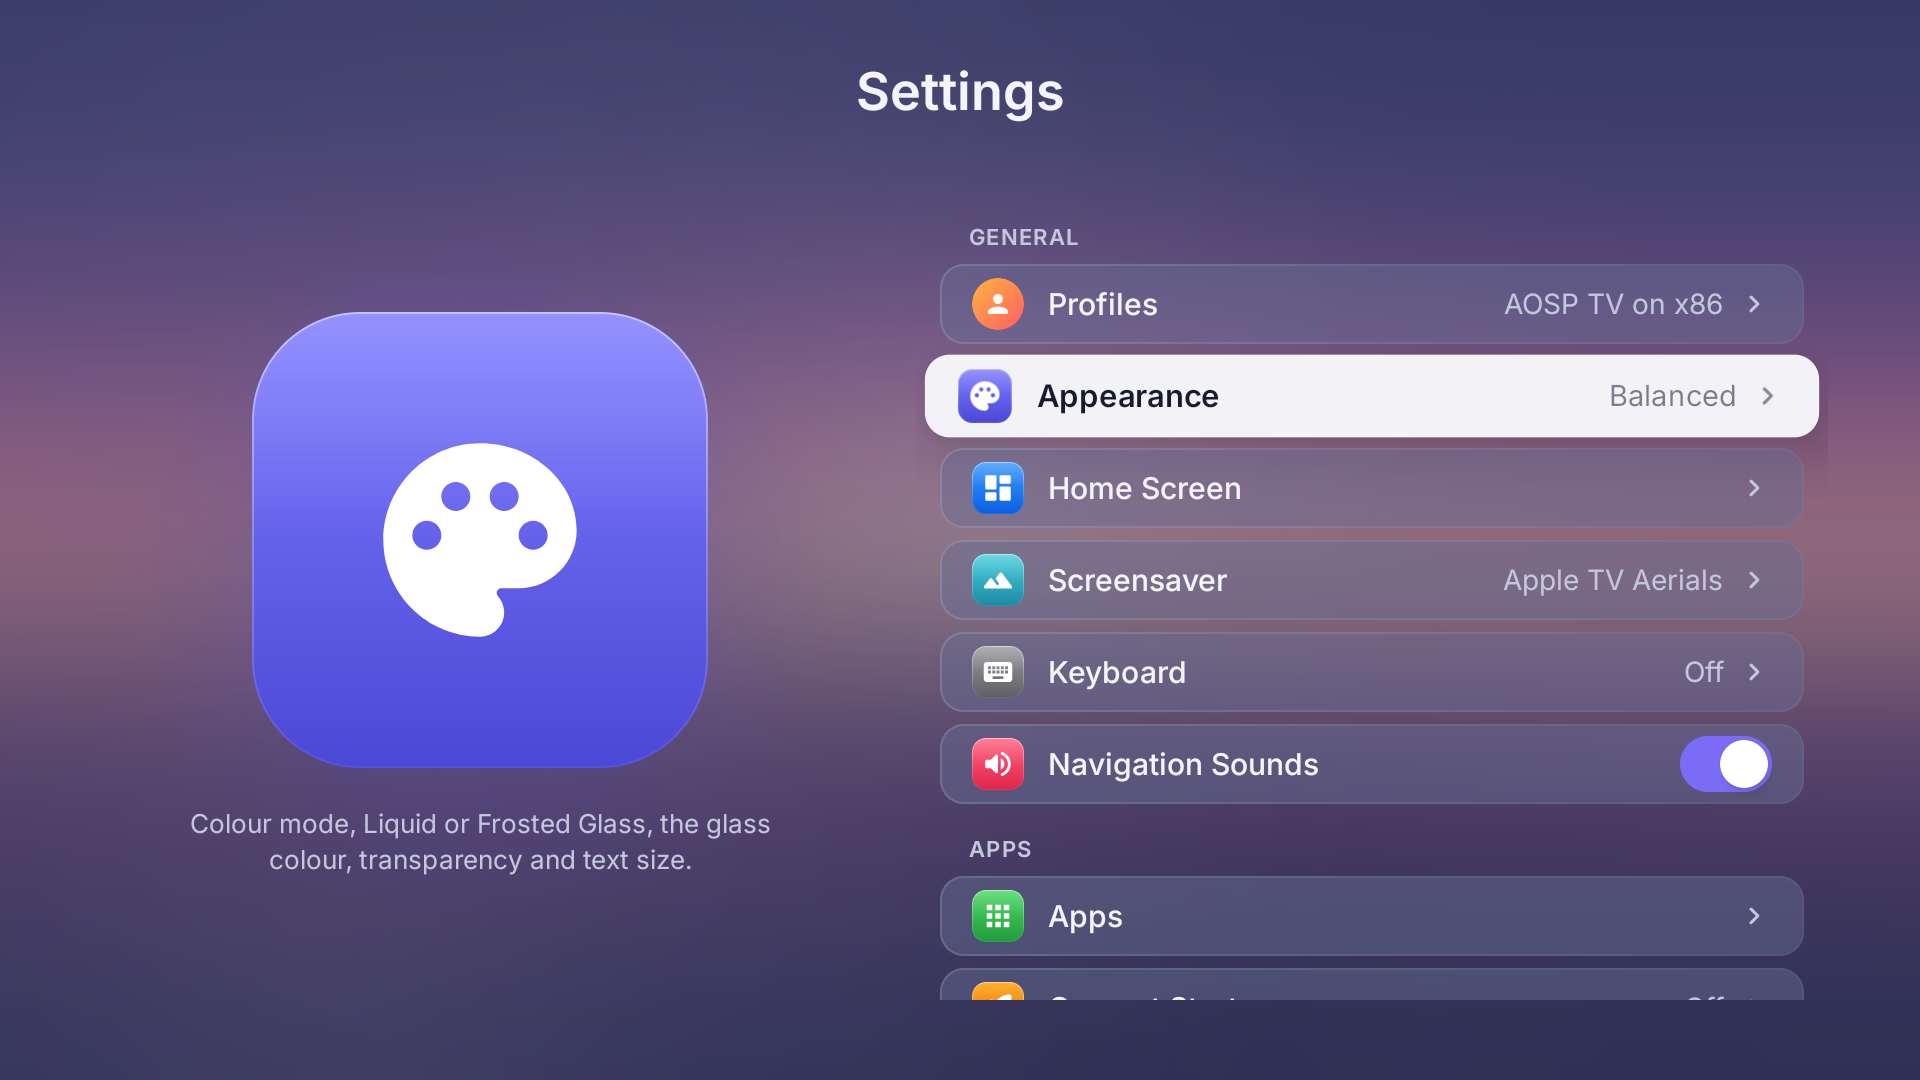 Settings
GENERAL
Profiles
AOSP TV on x86
Appearance
Balanced
Home Screen
Screensaver
Apple TV Aerials
Keyboard
Off
Navigation Sounds
Colour mode, Liquid or Frosted Glass, the glass
colour, transparency and text size.
APPS
Apps